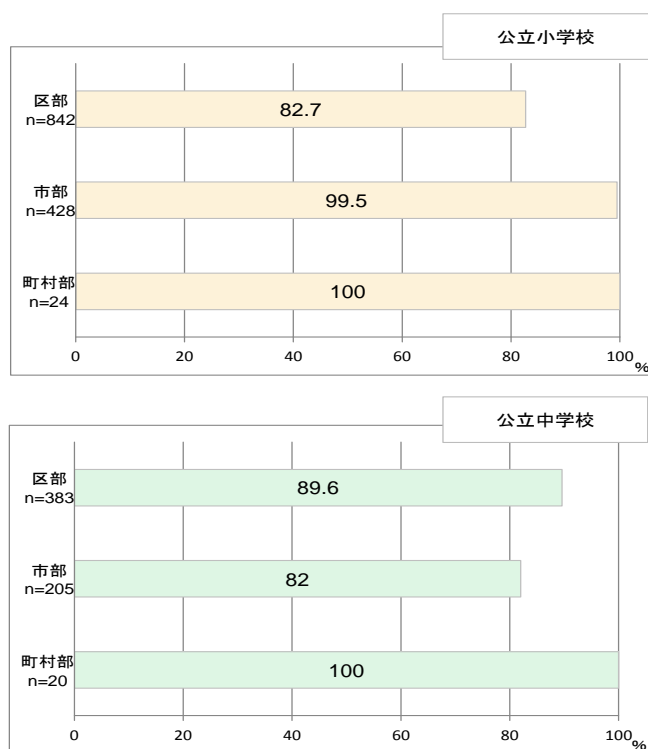 公立小学校
区部
n=842
82.7
市部
n=428
99.5
町村部
n=24
100
0 20 40 60 80 100
%
公立中学校
区部
n=383
89.6
市部
n=205
82
町村部
n=20
100
0 20 40 60 80 100
%